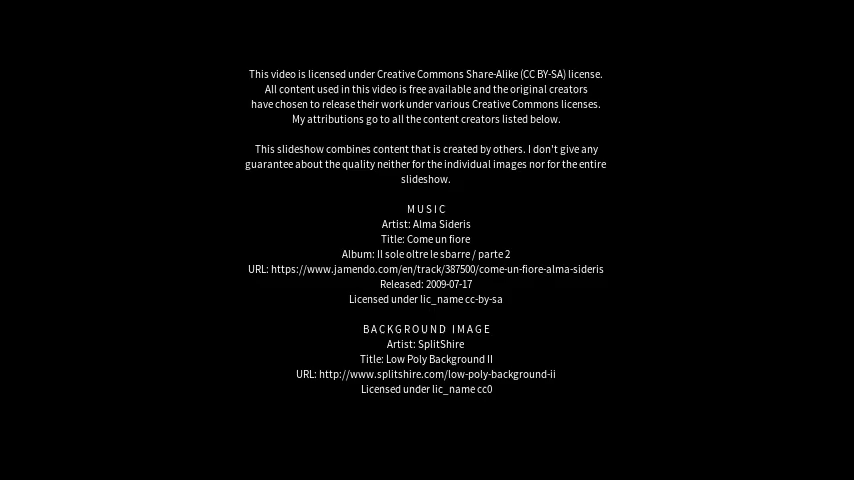 This video is licensed under Creative Commons Share-Alike (CC BY-SA) license.
All content used in this video is free available and the original creators
have chosen to release their work under various Creative Commons licenses.
My attributions go to all the content creators listed below.
This slideshow combines content that is created by others. I don't give any
guarantee about the quality neither for the individual images nor for the entire
slideshow.
MUSIC
Artist: Alma Sideris
Title: Come un fiore
Album: Il sole oltre le sbarre / parte 2
URL: https://www.jamendo.com/en/track/387500/come-un-fiore-alma-sideris
Released: 2009-07-17
Licensed under lic_name cc-by-sa
BACKGROUND IMAGE
Artist: SplitShire
Title: Low Poly Background II
URL: http://www.splitshire.com/low-poly-background-ii
Licensed under lic_name cc0